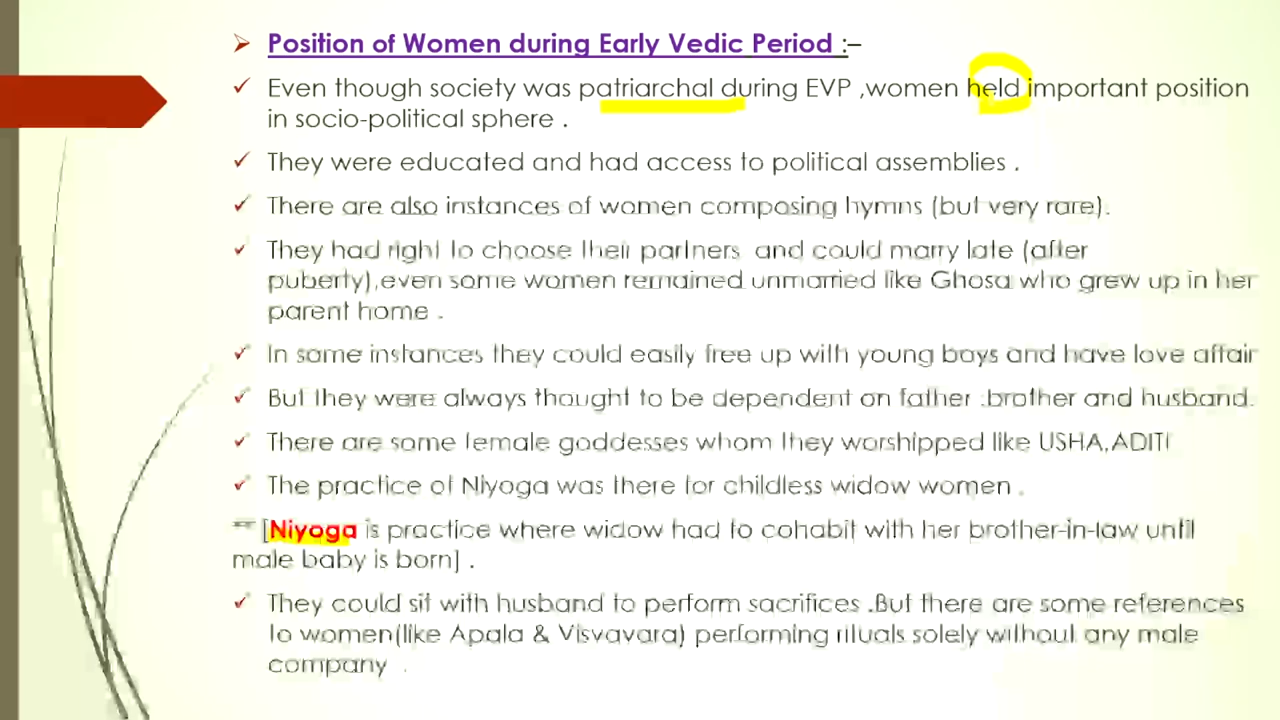 Position of Women during Early Vedic Period :–
Even though society was patriarchal during EVP ,women held important position
in socio-political sphere .
They were educated and had access to political assemblies .
There are also instances of women composing hymns (but very rare).
They had right to choose their partners and could marry late (after
puberty),even some women remained unmarried like Ghosa who grew up in her
parent home .
In some instances they could easily free up with young boys and have love affair
But they were always thought to be dependent on father ,brother and husband.
There are some female goddesses whom they worshipped like USHA,ADITI
The practice of Niyoga was there for childless widow women .
** [Niyoga is practice where widow had to cohabit with her brother-in-law until
male baby is born] .
They could sit with husband to perform sacrifices .But there are some references
to women(like Apala & Visvavara) performing rituals solely without any male
company .